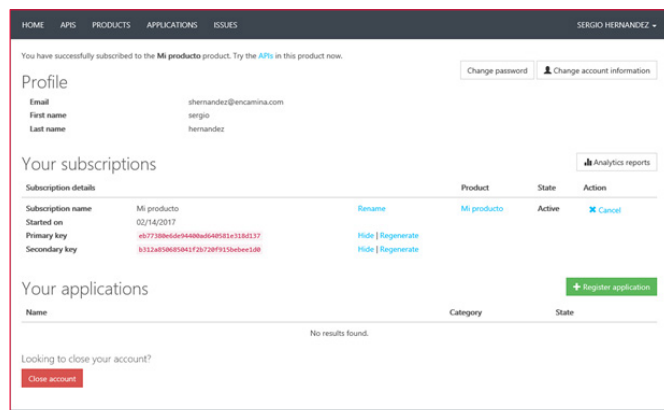 HOME APIS PRODUCTS APPLICATIONS ISSUES SERGIO HERNANDEZ
You have successfully subscribed to the Mi producto product. Try the APIs in this product now.
Change password Change account information
Profile
Email shernandez@encamina.com
First name sergio
Last name hernandez
Your subscriptions Analytics reports
Subscription details Product State Action
Subscription name Mi producto Rename Mi producto Active Cancel
Started on 02/14/2017
Primary key eb77380e6de94400ad640581e318d137 Hide | Regenerate
Secondary key b312a850685041f2b720f915bebee1d0 Hide | Regenerate
Your applications Register application
Name Category State
No results found.
Looking to close your account?
Close account